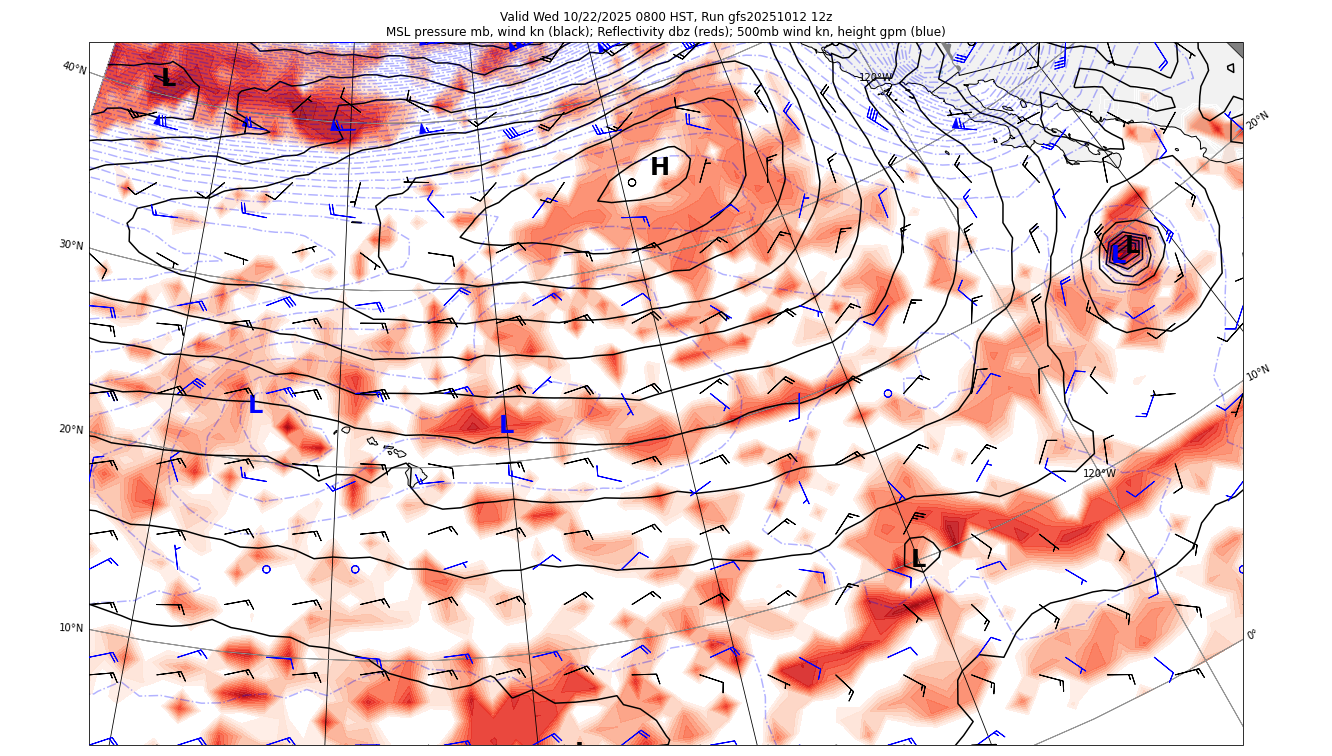 Valid Wed 10/22/2025 0800 HST, Run gfs20251012 12z
MSL pressure mb, wind kn (black); Reflectivity dbz (reds); 500mb wind kn, height gpm (blue)
40°N
L
120°W
20°N
H
30°N
L
L
10°N
L
L
20°N
120°W
L
10°N
0°